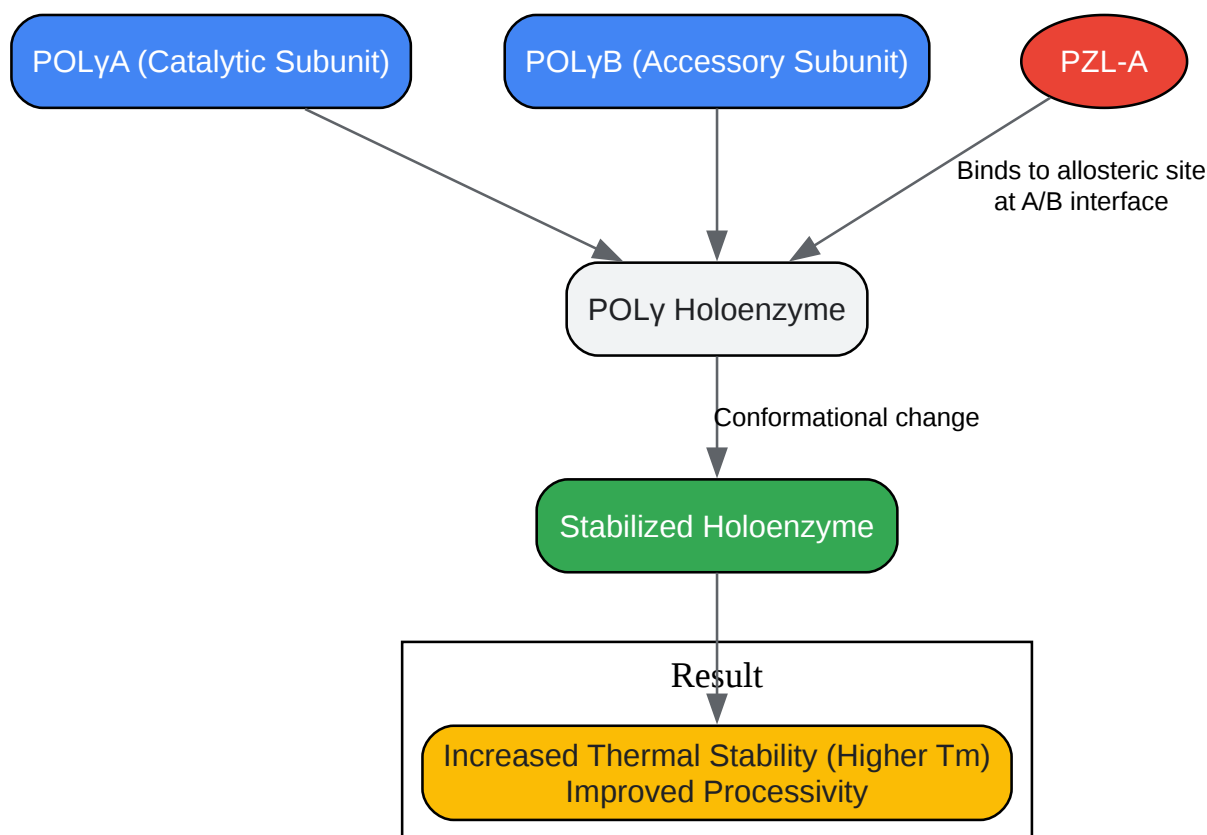 POLγA (Catalytic Subunit)
POLγB (Accessory Subunit)
PZL-A
Binds to allosteric site
at A/B interface
POLγ Holoenzyme
Conformational change
Stabilized Holoenzyme
Result
Increased Thermal Stability (Higher Tm)
Improved Processivity